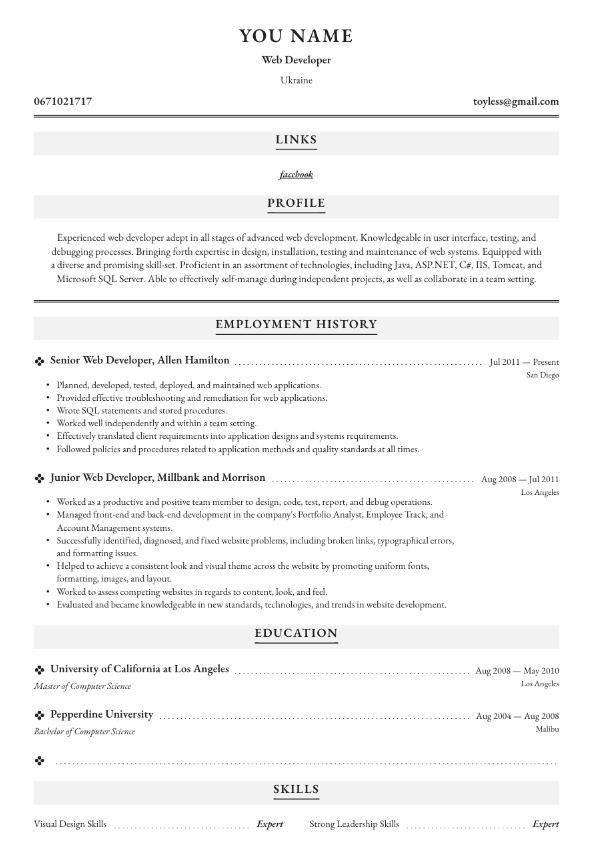 YOU NAME
Web Developer
Ukraine
0671021717 toyless@gmail.com
LINKS
facebook
PROFILE
Experienced web developer adept in all stages of advanced web development. Knowledgeable in user interface, testing, and
debugging processes. Bringing forth expertise in design, installation, testing and maintenance of web systems. Equipped with
a diverse and promising skill-set. Proficient in an assortment of technologies, including Java, ASP.NET, C#, IIS, Tomcat, and
Microsoft SQL Server. Able to effectively self-manage during independent projects, as well as collaborate in a team setting.
EMPLOYMENT HISTORY
Senior Web Developer, Allen Hamilton Jul 2011 — Present
San Diego
• Planned, developed, tested, deployed, and maintained web applications.
• Provided effective troubleshooting and remediation for web applications.
• Wrote SQL statements and stored procedures.
• Worked well independently and within a team setting.
• Effectively translated client requirements into application designs and systems requirements.
• Followed policies and procedures related to application methods and quality standards at all times.
Junior Web Developer, Millbank and Morrison Aug 2008 — Jul 2011
Los Angeles
• Worked as a productive and positive team member to design, code, test, report, and debug operations.
• Managed front-end and back-end development in the company's Portfolio Analyst, Employee Track, and
Account Management systems.
• Successfully identified, diagnosed, and fixed website problems, including broken links, typographical errors,
and formatting issues.
• Helped to achieve a consistent look and visual theme across the website by promoting uniform fonts,
formatting, images, and layout.
• Worked to assess competing websites in regards to content, look, and feel.
• Evaluated and became knowledgeable in new standards, technologies, and trends in website development.
EDUCATION
University of California at Los Angeles Aug 2008 — May 2010
Master of Computer Science Los Angeles
Pepperdine University Aug 2004 — Aug 2008
Bachelor of Computer Science Malibu
SKILLS
Visual Design Skills Expert Strong Leadership Skills Expert